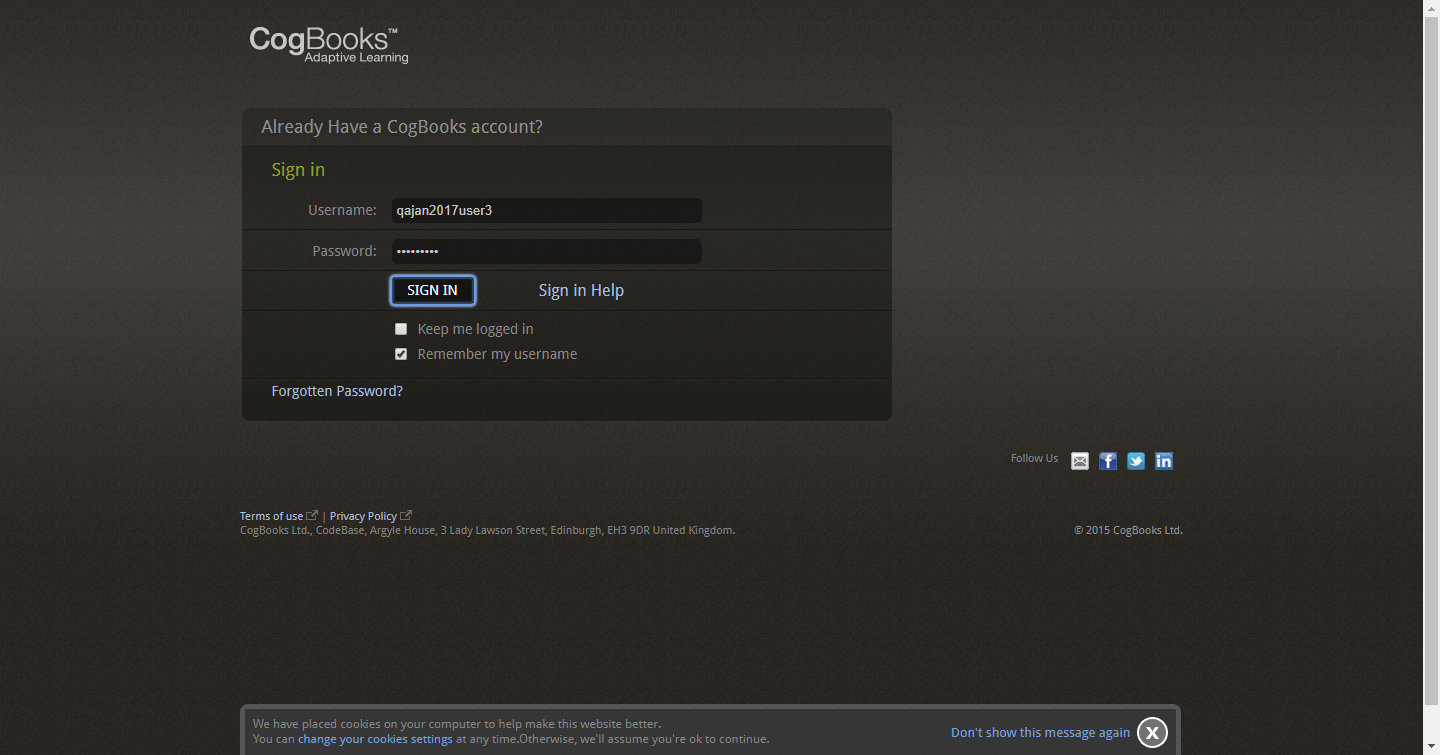 CogBooks™
Adaptive Learning
Already Have a CogBooks account?
Sign in
Username: qajan2017user3
Password: •••••••••
SIGN IN Sign in Help
Keep me logged in
Remember my username
Forgotten Password?
Follow Us
Terms of use | Privacy Policy
CogBooks Ltd., CodeBase, Argyle House, 3 Lady Lawson Street, Edinburgh, EH3 9DR United Kingdom. © 2015 CogBooks Ltd.
We have placed cookies on your computer to help make this website better.
You can change your cookies settings at any time.Otherwise, we'll assume you're ok to continue.
Don't show this message again X